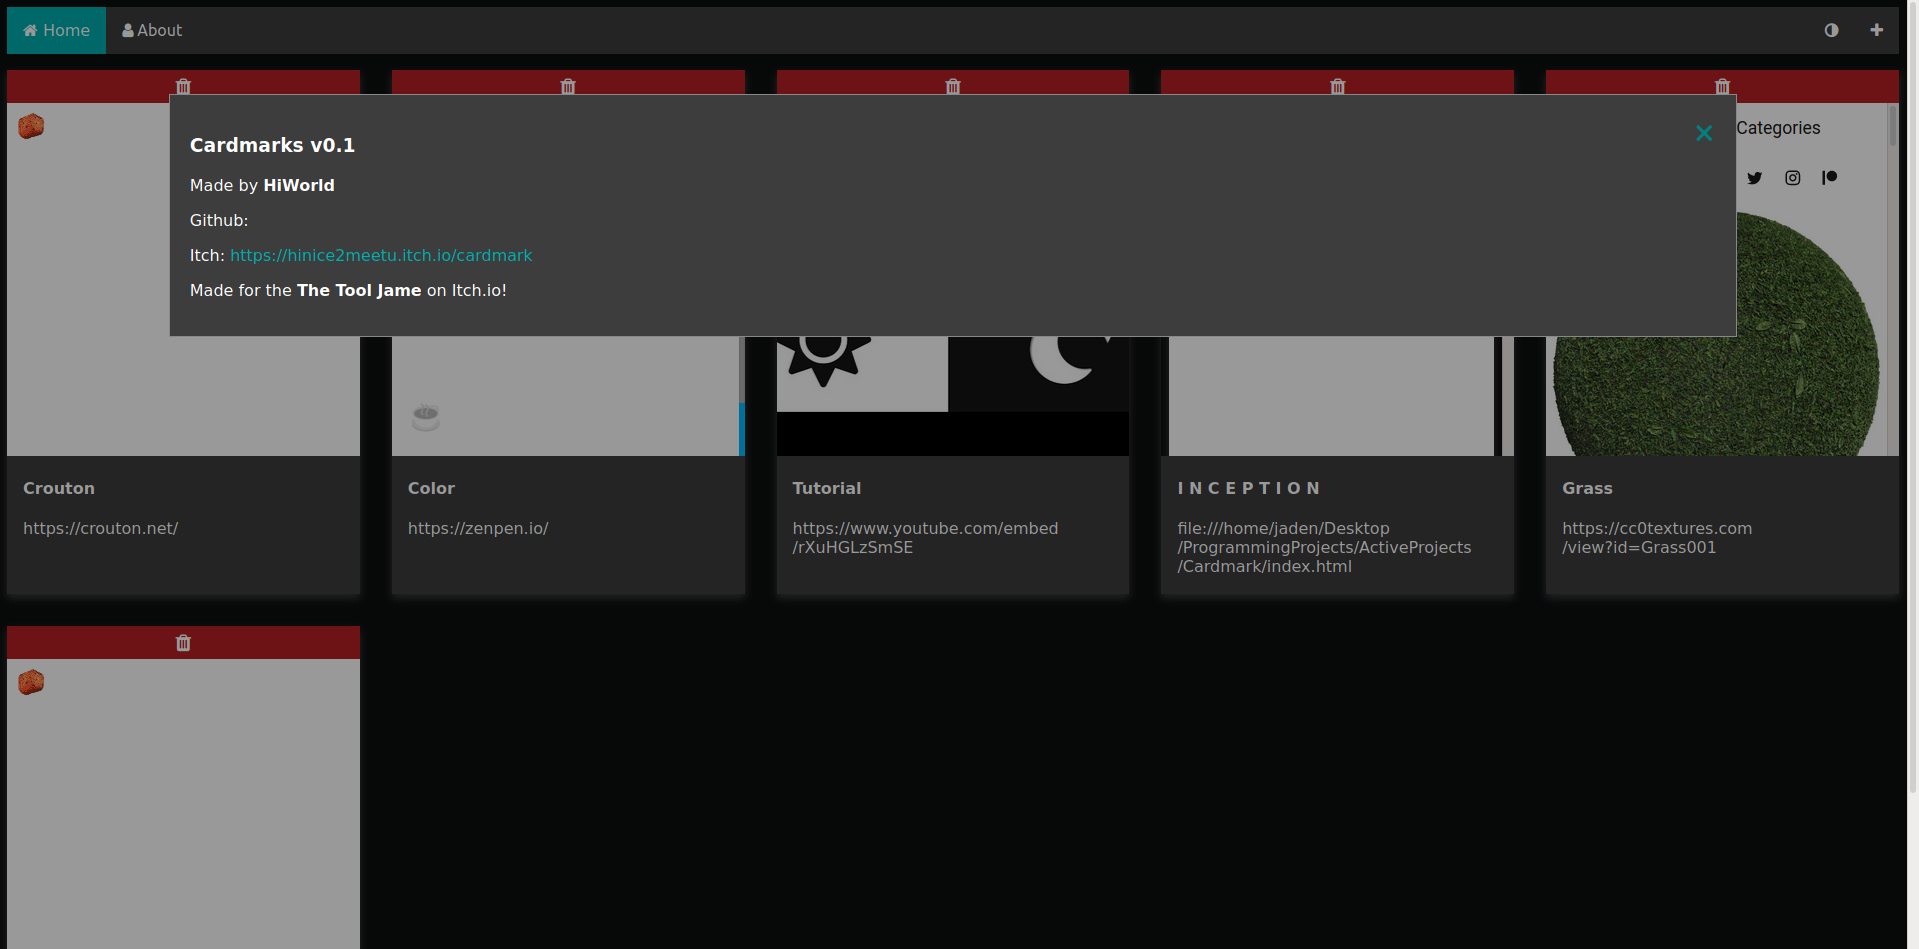 Home
About
Categories
Cardmarks v0.1
Made by HiWorld
Github:
Itch: https://hinice2meetu.itch.io/cardmark
Made for the The Tool Jame on Itch.io!
Crouton
https://crouton.net/
Color
https://zenpen.io/
Tutorial
https://www.youtube.com/embed
/rXuHGLzSmSE
I N C E P T I O N
file:///home/jaden/Desktop
/ProgrammingProjects/ActiveProjects
/Cardmark/index.html
Grass
https://cc0textures.com
/view?id=Grass001